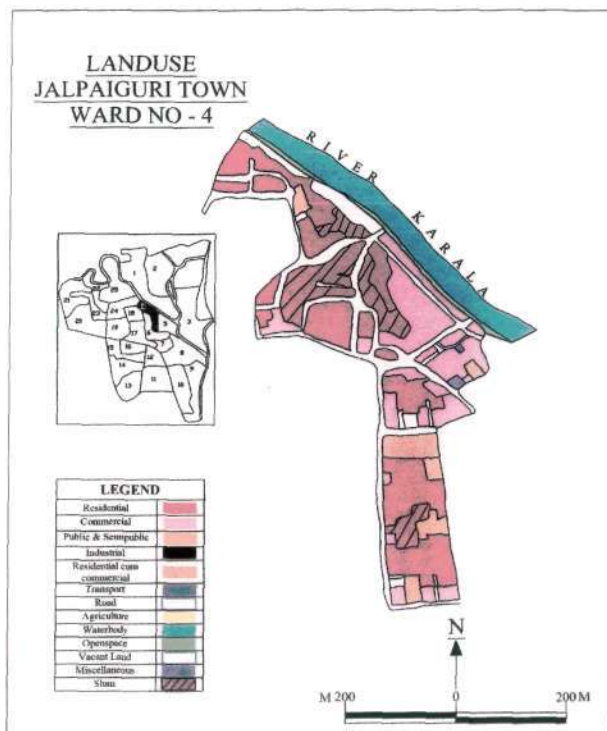 LANDUSE
JALPAIGURI TOWN
WARD NO - 4
RIVER KARALA
LEGEND
Residential
Commercial
Public & Semipublic
Industrial
Residential cum
commercial
Transport
Road
Agriculture
Waterbody
Openspace
Vacant Land
Miscellaneous
Slum
N
M 200 0 200 M